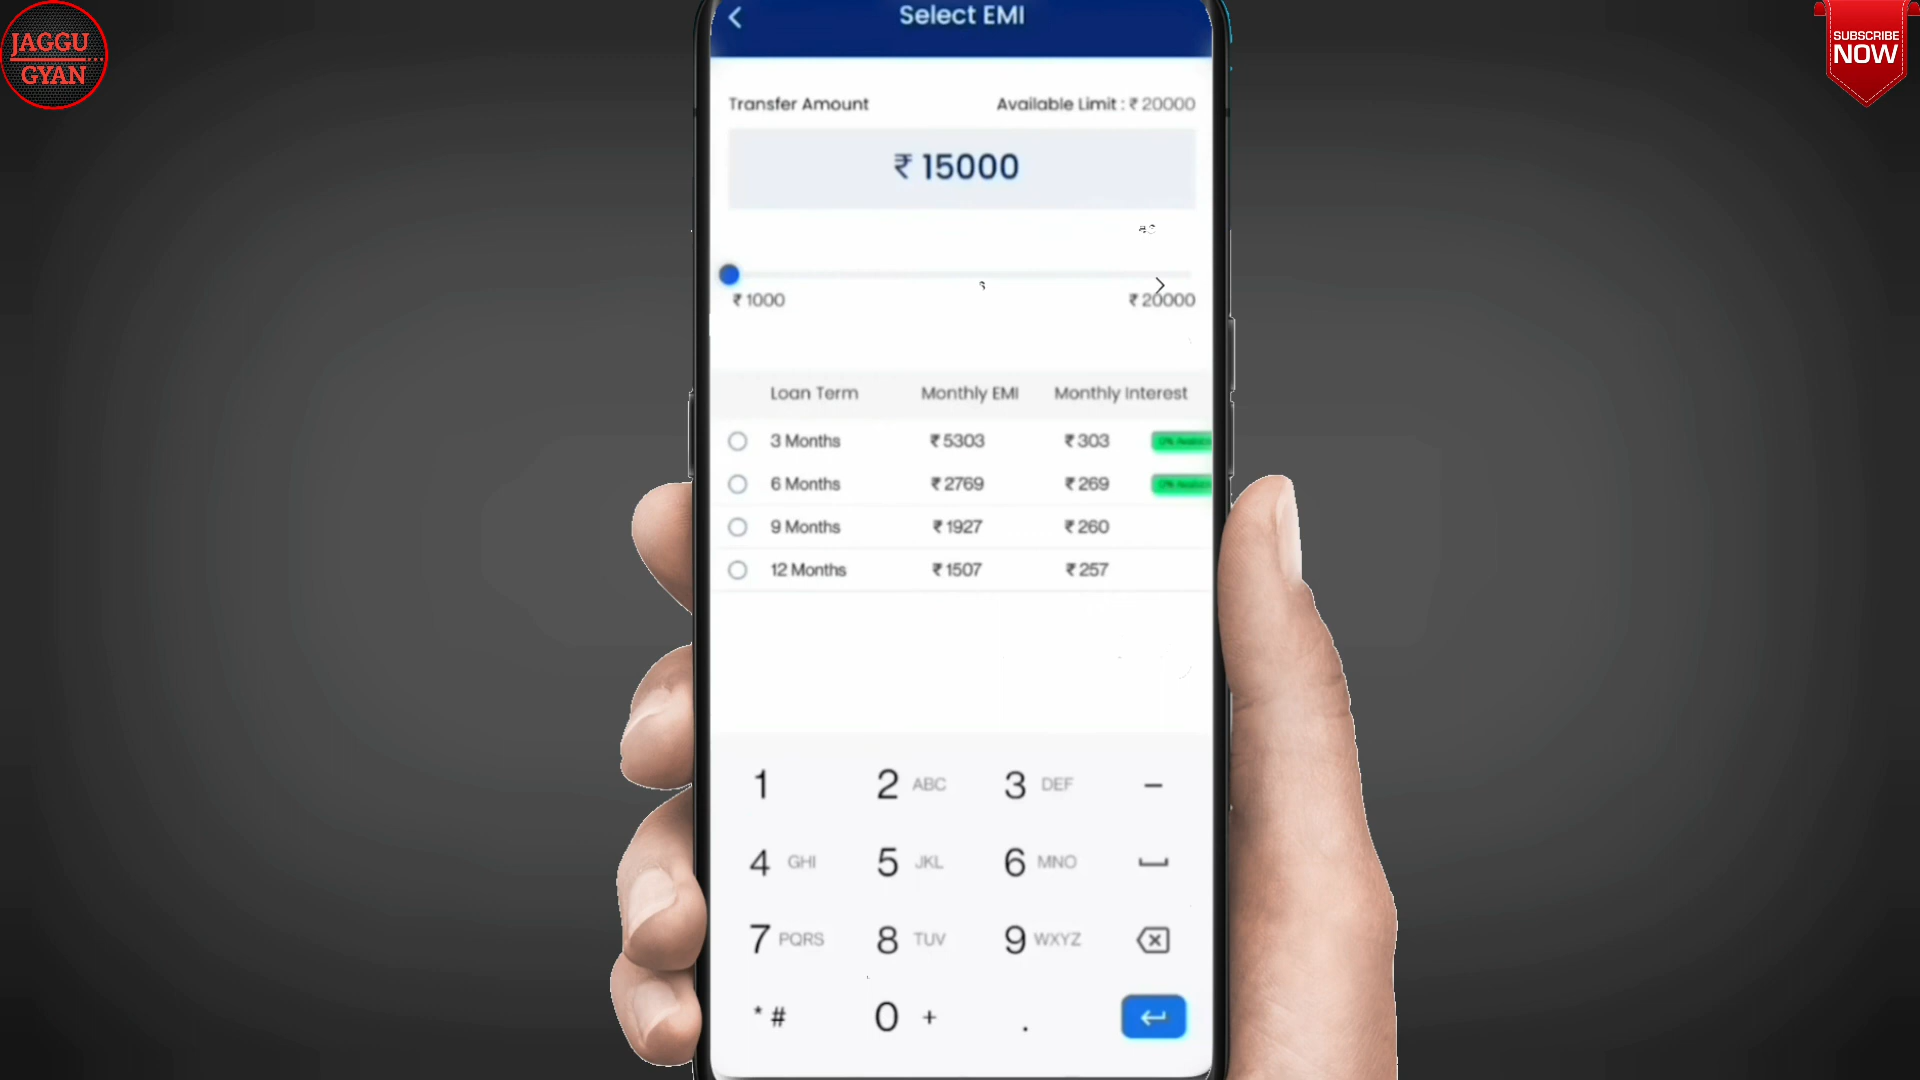 JAGGU
GYAN
SUBSCRIBE
NOW
Select EMI
Transfer Amount Available Limit : ₹ 20000
₹ 15000
₹ 1000 ₹ 20000
Loan Term Monthly EMI Monthly Interest
3 Months ₹ 5303 ₹ 303
6 Months ₹ 2769 ₹ 269
9 Months ₹ 1927 ₹ 260
12 Months ₹ 1507 ₹ 257
1 2 ABC 3 DEF –
4 GHI 5 JKL 6 MNO
7 PQRS 8 TUV 9 WXYZ
* # 0 + .